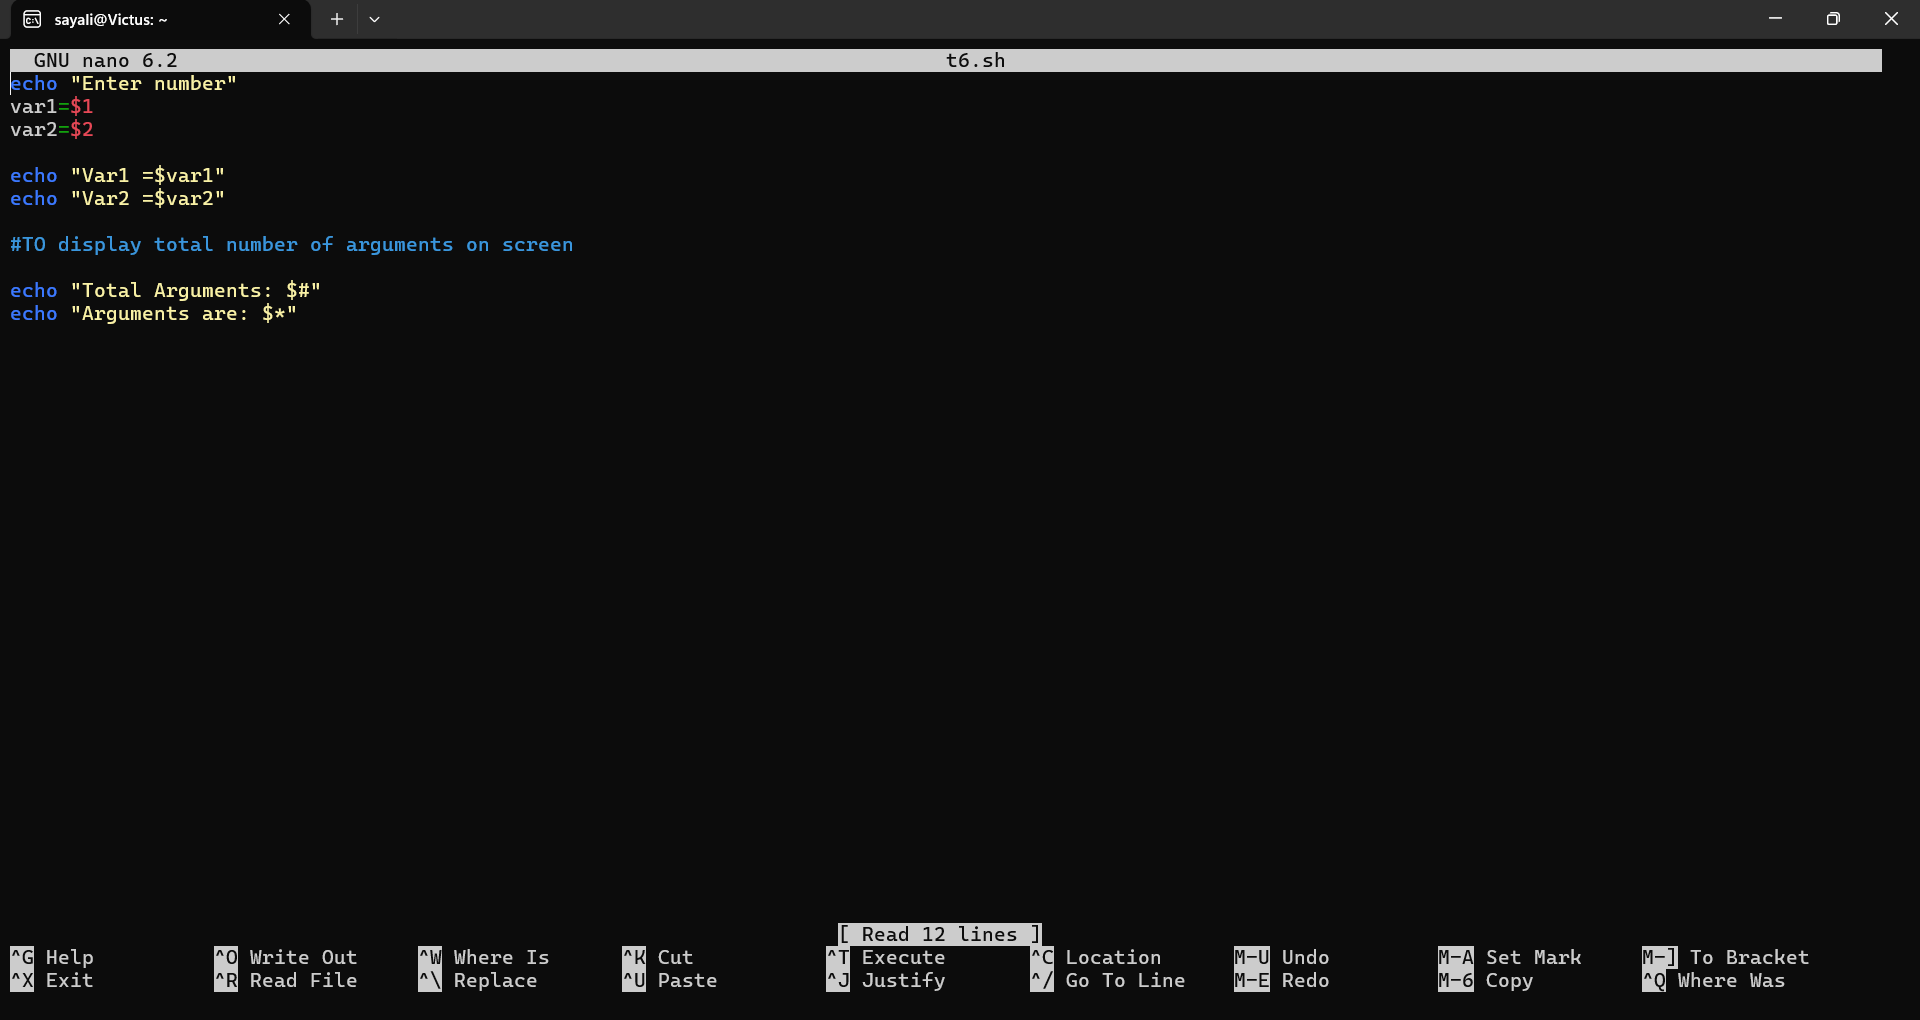 sayali@Victus: ~
GNU nano 6.2 t6.sh
echo "Enter number"
var1=$1
var2=$2
echo "Var1 =$var1"
echo "Var2 =$var2"
#TO display total number of arguments on screen
echo "Total Arguments: $#"
echo "Arguments are: $*"
[ Read 12 lines ]
^G Help ^O Write Out ^W Where Is ^K Cut ^T Execute ^C Location M-U Undo M-A Set Mark M-] To Bracket
^X Exit ^R Read File ^\ Replace ^U Paste ^J Justify ^/ Go To Line M-E Redo M-6 Copy ^Q Where Was